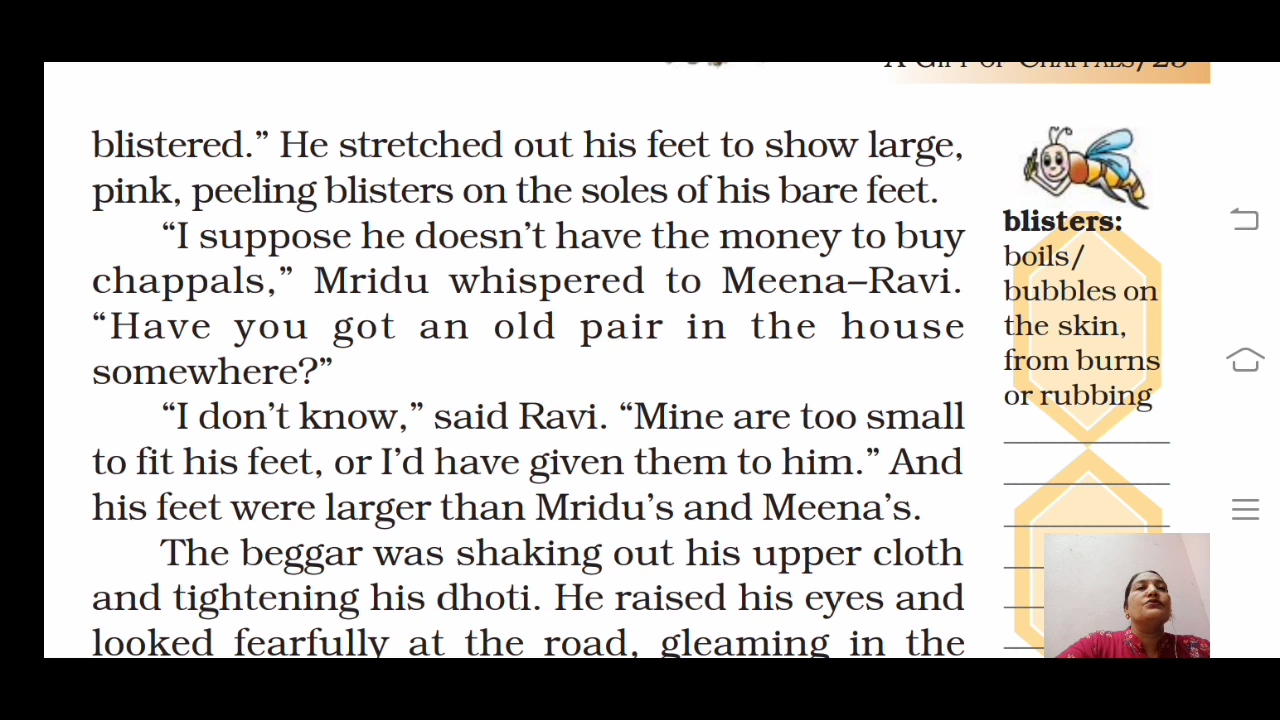 A GIFT OF CHAPPALS/23
blistered.” He stretched out his feet to show large,
pink, peeling blisters on the soles of his bare feet.
“I suppose he doesn’t have the money to buy
chappals,” Mridu whispered to Meena–Ravi.
“Have you got an old pair in the house
somewhere?”
“I don’t know,” said Ravi. “Mine are too small
to fit his feet, or I’d have given them to him.” And
his feet were larger than Mridu’s and Meena’s.
The beggar was shaking out his upper cloth
and tightening his dhoti. He raised his eyes and
looked fearfully at the road, gleaming in the
blisters:
boils/
bubbles on
the skin,
from burns
or rubbing